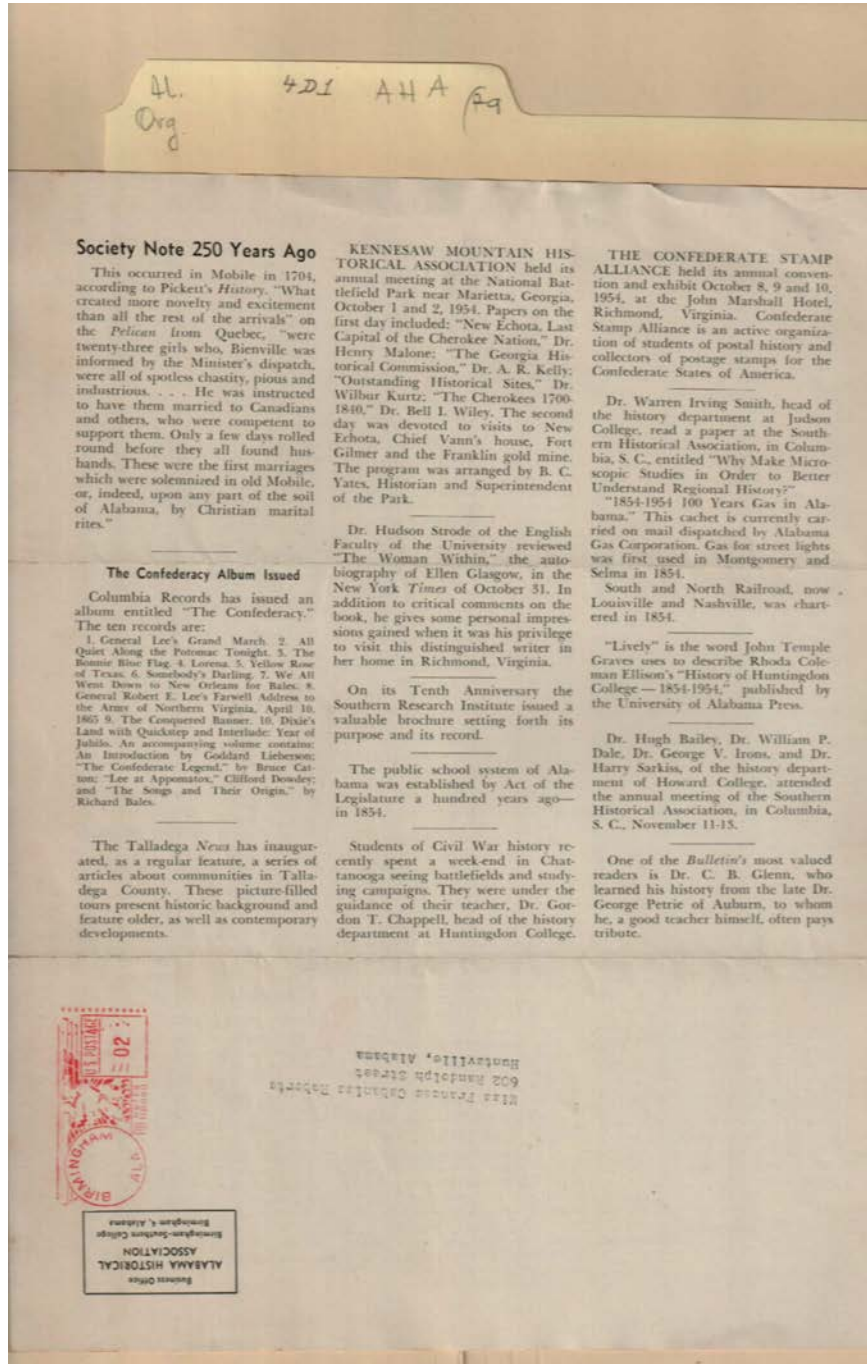 Al.
Org.
4D1
AHA
Society Note 250 Years Ago
This occurred in Mobile in 1704,
according to Pickett's History. "What
created more novelty and excitement
than all the rest of the arrivals" on
the Pelican from Quebec, "were
twenty-three girls who, Bienville was
informed by the Minister's dispatch,
were all of spotless chastity, pious and
industrious. . . . He was instructed
to have them married to Canadians
and others, who were competent to
support them. Only a few days rolled
round before they all found hus-
bands. These were the first marriages
which were solemnized in old Mobile,
or, indeed, upon any part of the soil
of Alabama, by Christian marital
rites."
The Confederacy Album Issued
Columbia Records has issued an
album entitled "The Confederacy."
The ten records are:
1. General Lee's Grand March. 2. All
Quiet Along the Potomac Tonight. 3. The
Bonnie Blue Flag. 4. Lorena. 5. Yellow Rose
of Texas. 6. Somebody's Darling. 7. We All
Went Down to New Orleans for Bales. 8.
General Robert E. Lee's Farwell Address to
the Army of Northern Virginia, April 10,
1865 9. The Conquered Banner. 10. Dixie's
Land with Quickstep and Interlude: Year of
Jubilo. An accompanying volume contains:
An Introduction by Goddard Lieberson;
"The Confederate Legend," by Bruce Cat-
ton; "Lee at Appomatox," Clifford Dowdey;
and "The Songs and Their Origin," by
Richard Bales.
The Talladega News has inaugur-
ated, as a regular feature, a series of
articles about communities in Talla-
dega County. These picture-filled
tours present historic background and
feature older, as well as contemporary
developments.
KENNESAW MOUNTAIN HIS-
TORICAL ASSOCIATION held its
annual meeting at the National Bat-
tlefield Park near Marietta, Georgia,
October 1 and 2, 1954. Papers on the
first day included: "New Echota, Last
Capital of the Cherokee Nation," Dr.
Henry Malone; "The Georgia His-
torical Commission," Dr. A. R. Kelly;
"Outstanding Historical Sites," Dr.
Wilbur Kurtz; "The Cherokees 1700-
1840," Dr. Bell I. Wiley. The second
day was devoted to visits to New
Echota, Chief Vann's house, Fort
Gilmer and the Franklin gold mine.
The program was arranged by B. C.
Yates, Historian and Superintendent
of the Park.
Dr. Hudson Strode of the English
Faculty of the University reviewed
"The Woman Within," the auto-
biography of Ellen Glasgow, in the
New York Times of October 31. In
addition to critical comments on the
book, he gives some personal impres-
sions gained when it was his privilege
to visit this distinguished writer in
her home in Richmond, Virginia.
On its Tenth Anniversary the
Southern Research Institute issued a
valuable brochure setting forth its
purpose and its record.
The public school system of Ala-
bama was established by Act of the
Legislature a hundred years ago—
in 1854.
Students of Civil War history re-
cently spent a week-end in Chat-
tanooga seeing battlefields and study-
ing campaigns. They were under the
guidance of their teacher, Dr. Gor-
don T. Chappell, head of the history
department at Huntingdon College.
THE CONFEDERATE STAMP
ALLIANCE held its annual conven-
tion and exhibit October 8, 9 and 10,
1954, at the John Marshall Hotel,
Richmond, Virginia. Confederate
Stamp Alliance is an active organiza-
tion of students of postal history and
collectors of postage stamps for the
Confederate States of America.
Dr. Warren Irving Smith, head of
the history department at Judson
College, read a paper at the South-
ern Historical Association, in Colum-
bia, S. C., entitled "Why Make Micro-
scopic Studies in Order to Better
Understand Regional History?"
"1854-1954 100 Years Gas in Ala-
bama." This cachet is currently car-
ried on mail dispatched by Alabama
Gas Corporation. Gas for street lights
was first used in Montgomery and
Selma in 1854.
South and North Railroad, now
Louisville and Nashville, was chart-
ered in 1854.
"Lively" is the word John Temple
Graves uses to describe Rhoda Cole-
man Ellison's "History of Huntingdon
College — 1854-1954," published by
the University of Alabama Press.
Dr. Hugh Bailey, Dr. William P.
Dale, Dr. George V. Irons, and Dr.
Harry Sarkiss, of the history depart-
ment of Howard College, attended
the annual meeting of the Southern
Historical Association, in Columbia,
S. C., November 11-13.
One of the Bulletin's most valued
readers is Dr. C. B. Glenn, who
learned his history from the late Dr.
George Petrie of Auburn, to whom
he, a good teacher himself, often pays
tribute.
U.S. POSTAGE
02
BIRMINGHAM
ALA
Miss Frances Cabaniss Roberts
602 Randolph Street
Huntsville, Alabama
Business Office
ALABAMA HISTORICAL
ASSOCIATION
Birmingham-Southern College
Birmingham 4, Alabama